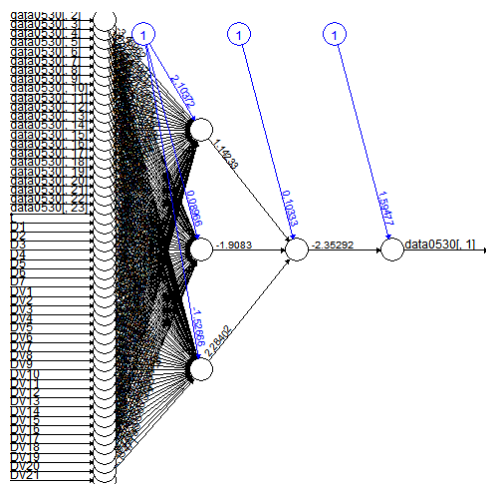 data0530[, 2]
data0530[, 3]
data0530[, 4]
data0530[, 5]
data0530[, 6]
data0530[, 7]
data0530[, 8]
data0530[, 9]
data0530[, 10]
data0530[, 11]
data0530[, 12]
data0530[, 13]
data0530[, 14]
data0530[, 15]
data0530[, 16]
data0530[, 17]
data0530[, 18]
data0530[, 19]
data0530[, 20]
data0530[, 21]
data0530[, 22]
data0530[, 23]
D1
D2
D3
D4
D5
D6
D7
DV1
DV2
DV3
DV4
DV5
DV6
DV7
DV8
DV9
DV10
DV11
DV12
DV13
DV14
DV15
DV16
DV17
DV18
DV19
DV20
DV21
1
1
1
2.10372
0.08966
-1.52666
1.14233
-1.9083
2.28402
0.10333
-2.35292
1.59477
data0530[, 1]